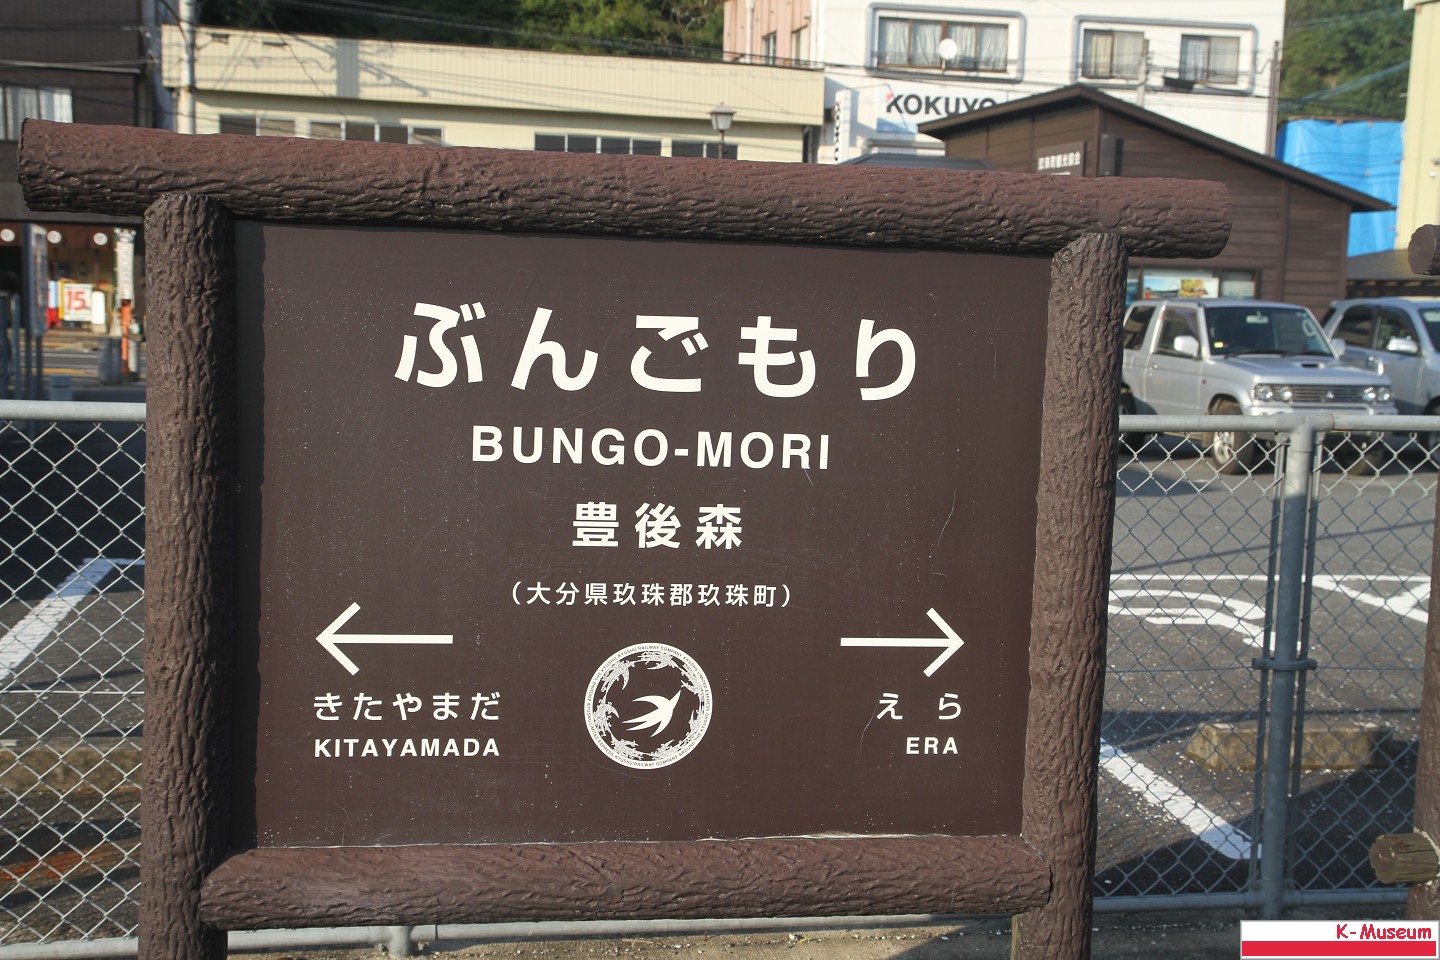 KOKUYO
ぶんごもり
BUNGO-MORI
豊後森
（大分県玖珠郡玖珠町）
きたやまだ
KITAYAMADA
えら
ERA
15
K-Museum